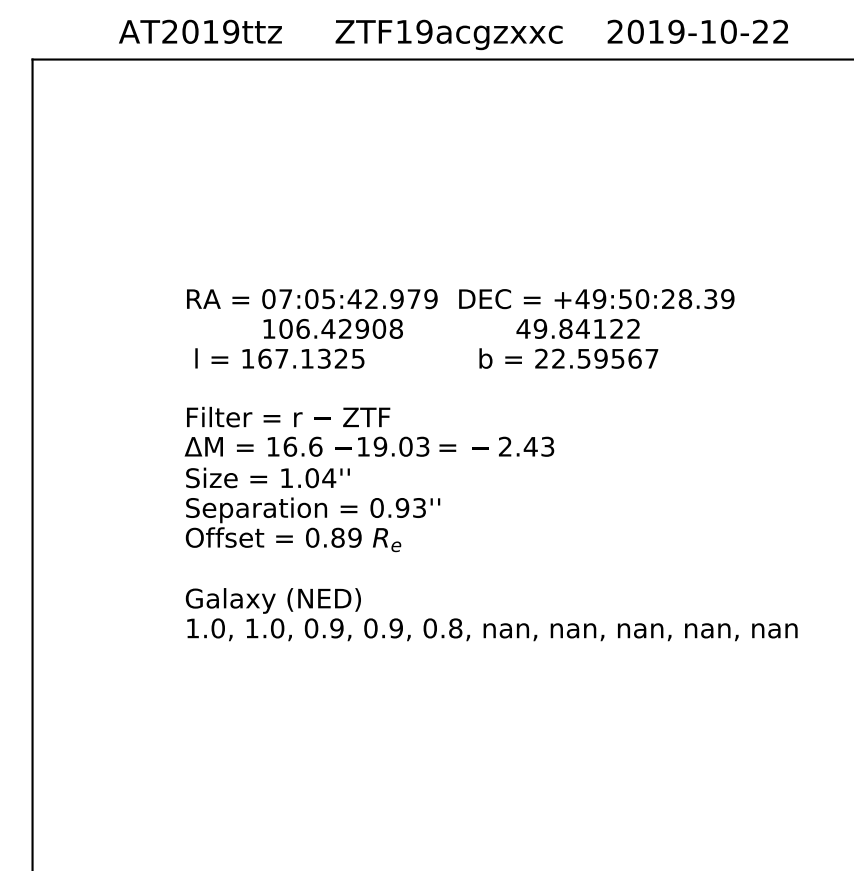 AT2019ttz ZTF19acgzxxc 2019-10-22
RA = 07:05:42.979 DEC = +49:50:28.39
106.42908 49.84122
l = 167.1325 b = 22.59567
Filter = r − ZTF
ΔM = 16.6 −19.03 = − 2.43
Size = 1.04''
Separation = 0.93''
Offset = 0.89 Rₑ
Galaxy (NED)
1.0, 1.0, 0.9, 0.9, 0.8, nan, nan, nan, nan, nan